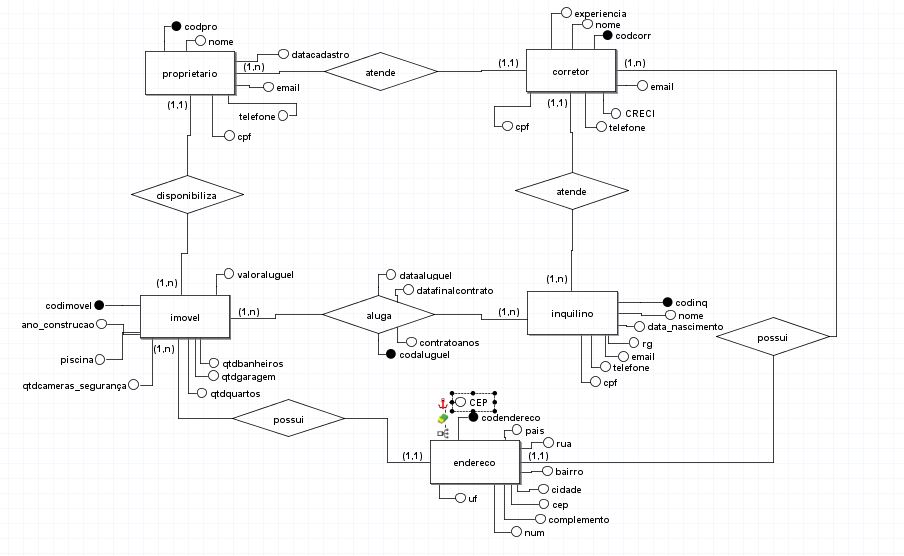 experiencia
nome
codcorr
codpro
nome
datacadastro
(1,n)
atende
(1,1)
corretor
(1,n)
proprietario
email
telefone
cpf
(1,1)
email
CRECI
telefone
cpf
(1,1)
disponibiliza
atende
(1,n)
valoraluguel
codimovel
ano_construcao
piscina
qtdcameras_segurança
imovel
(1,n)
(1,n)
qtdbanheiros
qtdgaragem
qtdquartos
dataaluguel
datafinalcontrato
aluga
contratoanos
codaluguel
(1,n)
(1,n)
inquilino
codinq
nome
data_nascimento
rg
email
telefone
cpf
possui
possui
CEP
codendereco
pais
rua
(1,1)
endereco
(1,1)
bairro
cidade
cep
complemento
num
uf